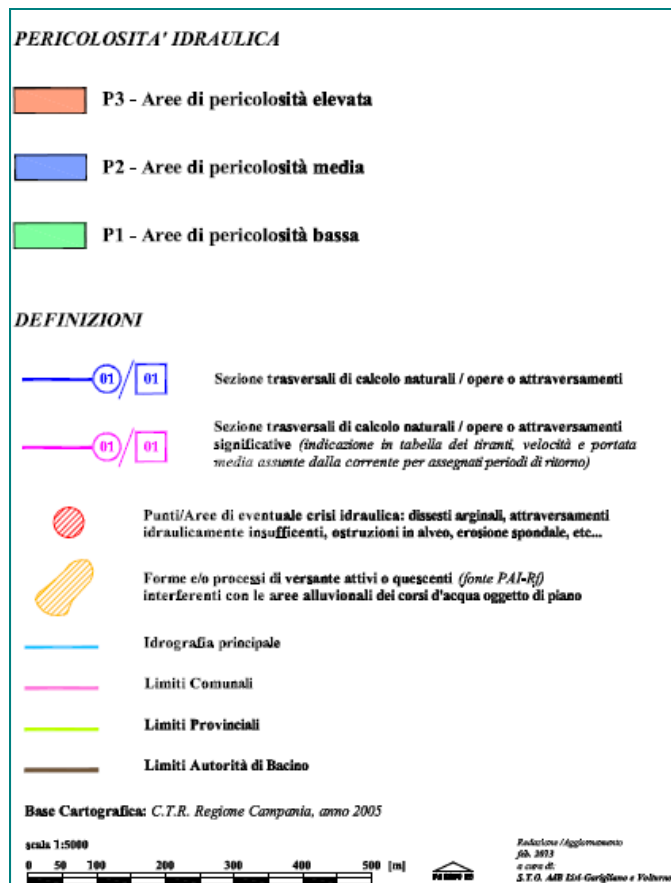 PERICOLOSITA' IDRAULICA
P3 - Aree di pericolosità elevata
P2 - Aree di pericolosità media
P1 - Aree di pericolosità bassa
DEFINIZIONI
01 / 01 Sezione trasversali di calcolo naturali / opere o attraversamenti
Sezione trasversali di calcolo naturali / opere o attraversamenti
01 / 01 significative (indicazione in tabella dei tiranti, velocità e portata
media assunte dalla corrente per assegnati periodi di ritorno)
Punti/Aree di eventuale crisi idraulica: dissesti arginali, attraversamenti
idraulicamente insufficenti, ostruzioni in alveo, erosione spondale, etc...
Forme e/o processi di versante attivi o quescenti (fonte PAI-Rf)
interferenti con le aree alluvionali dei corsi d'acqua oggetto di piano
Idrografia principale
Limiti Comunali
Limiti Provinciali
Limiti Autorità di Bacino
Base Cartografica: C.T.R. Regione Campania, anno 2005
scala 1:5000
0 50 100 200 300 400 500 [m]
Redazione /Aggiornamento
feb. 2013
a cura di:
S.T.O. AdB LGV-Garigliano e Volturno